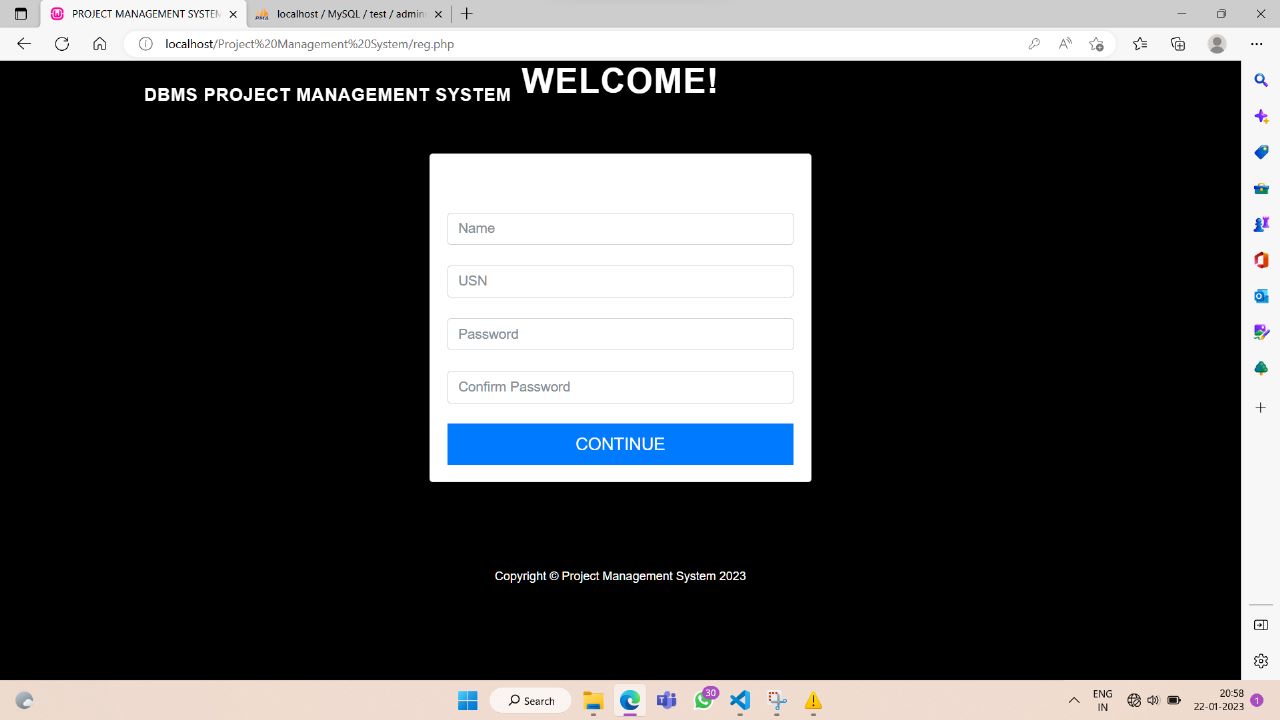 PROJECT MANAGEMENT SYSTEM
localhost / MySQL / test / admin
localhost/Project%20Management%20System/reg.php
DBMS PROJECT MANAGEMENT SYSTEM WELCOME!
Name
USN
Password
Confirm Password
CONTINUE
Copyright © Project Management System 2023
Search
30
ENG
IN
20:58
22-01-2023
1